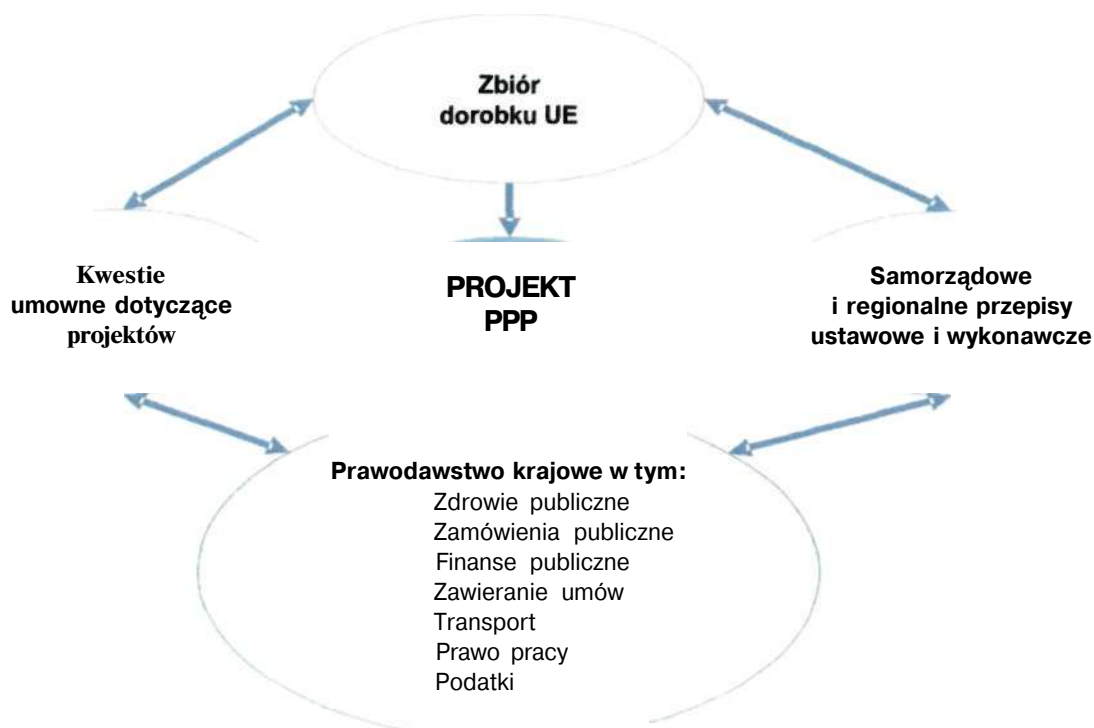 Zbiór
dorobku UE
Kwestie
umowne dotyczące
projektów
PROJEKT
PPP
Samorządowe
i regionalne przepisy
ustawowe i wykonawcze
Prawodawstwo krajowe w tym:
Zdrowie publiczne
Zamówienia publiczne
Finanse publiczne
Zawieranie umów
Transport
Prawo pracy
Podatki